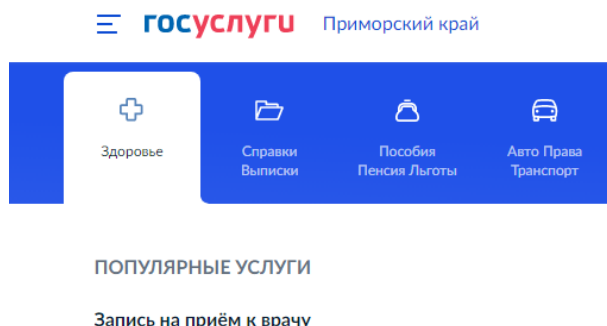 госуслуги Приморский край
Здоровье
Справки
Выписки
Пособия
Пенсия Льготы
Авто Права
Транспорт
ПОПУЛЯРНЫЕ УСЛУГИ
Запись на приём к врачу